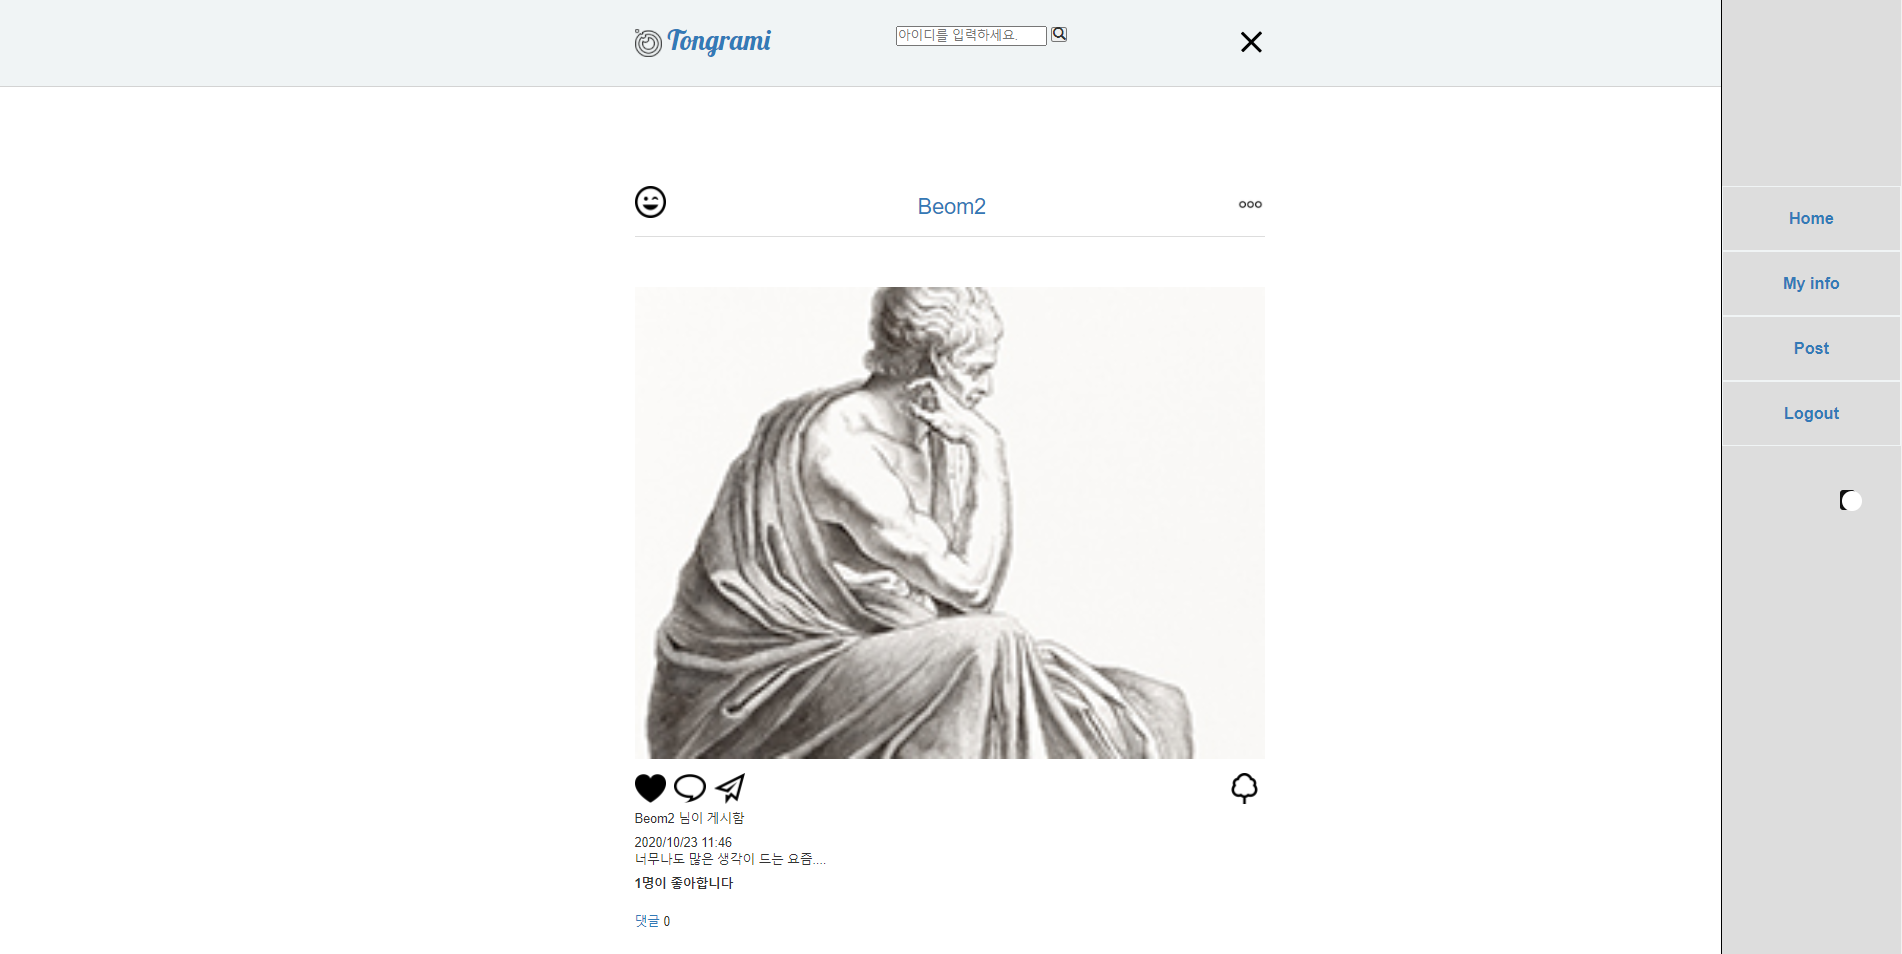 Tongrami
아이디를 입력하세요.
Beom2
Home
My info
Post
Logout
Beom2 님이 게시함
2020/10/23 11:46
너무나도 많은 생각이 드는 요즘....
1명이 좋아합니다
댓글 0